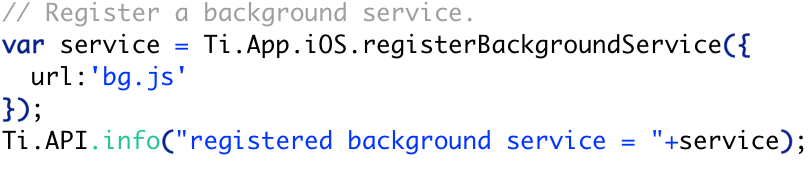 // Register a background service.
var service = Ti.App.iOS.registerBackgroundService({
  url:'bg.js'
});
Ti.API.info("registered background service = "+service);